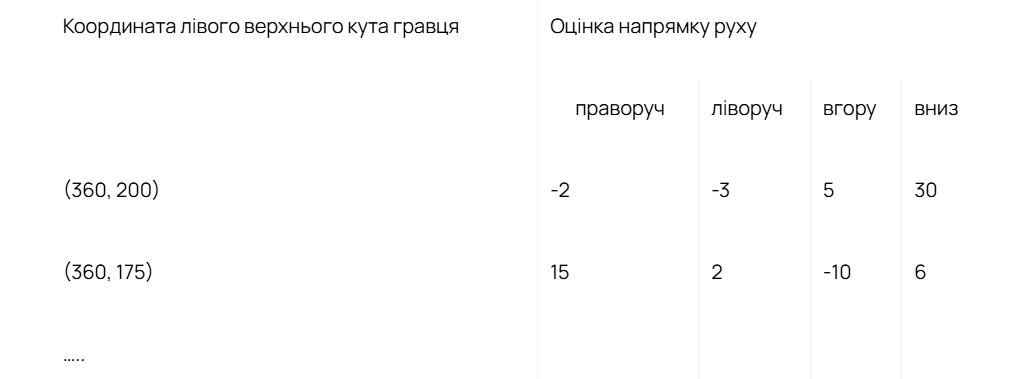 Координата лівого верхнього кута гравця Оцінка напрямку руху
праворуч ліворуч вгору вниз
(360, 200) -2 -3 5 30
(360, 175) 15 2 -10 6
.....